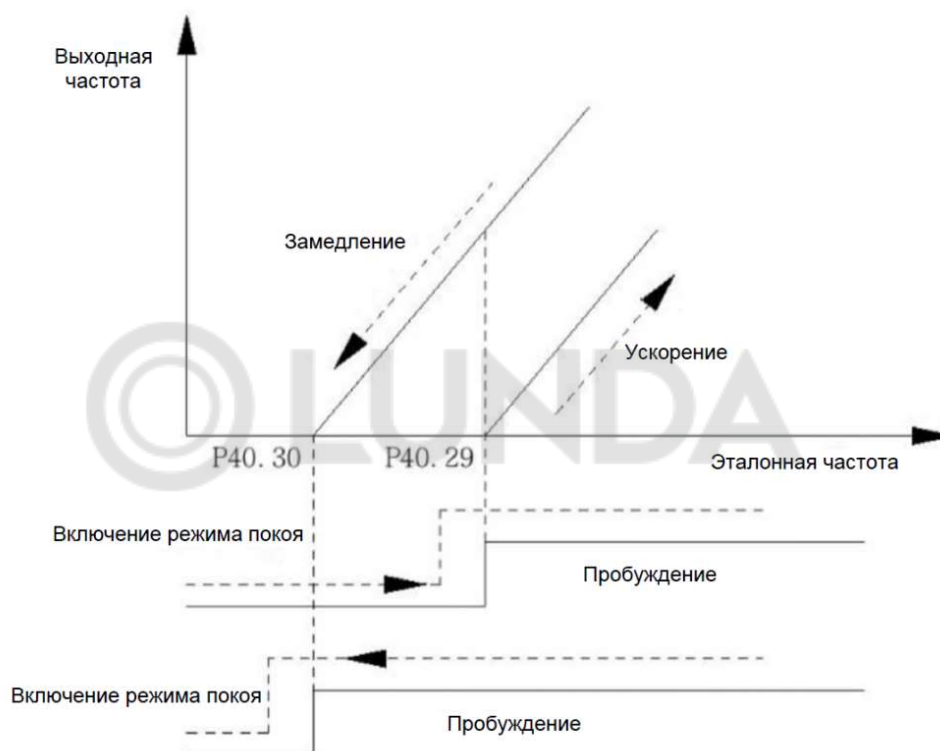 Выходная
частота
Замедление
Ускорение
LUNDA
P40.30
P40.29
Эталонная частота
Включение режима покоя
Пробуждение
Включение режима покоя
Пробуждение